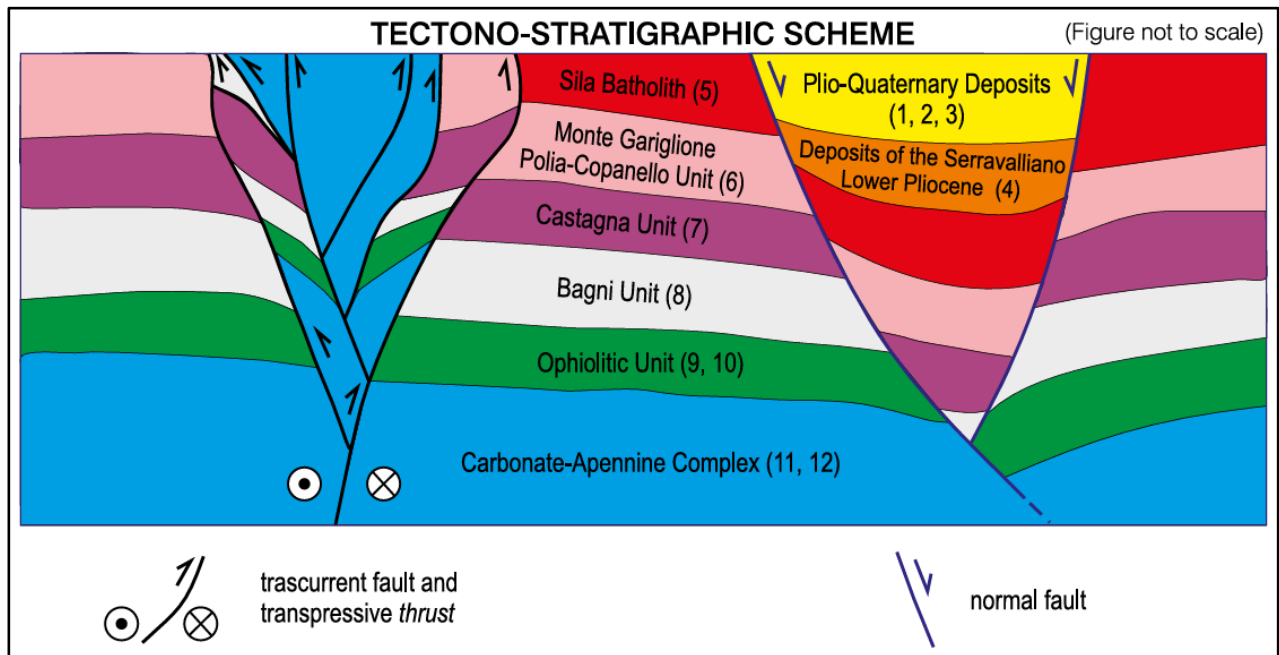 TECTONO-STRATIGRAPHIC SCHEME
(Figure not to scale)
Sila Batholith (5)
Plio-Quaternary Deposits
(1, 2, 3)
Monte Gariglione
Polia-Copanello Unit (6)
Deposits of the Serravalliano
Lower Pliocene (4)
Castagna Unit (7)
Bagni Unit (8)
Ophiolitic Unit (9, 10)
Carbonate-Apennine Complex (11, 12)
trascurrent fault and
transpressive thrust
normal fault